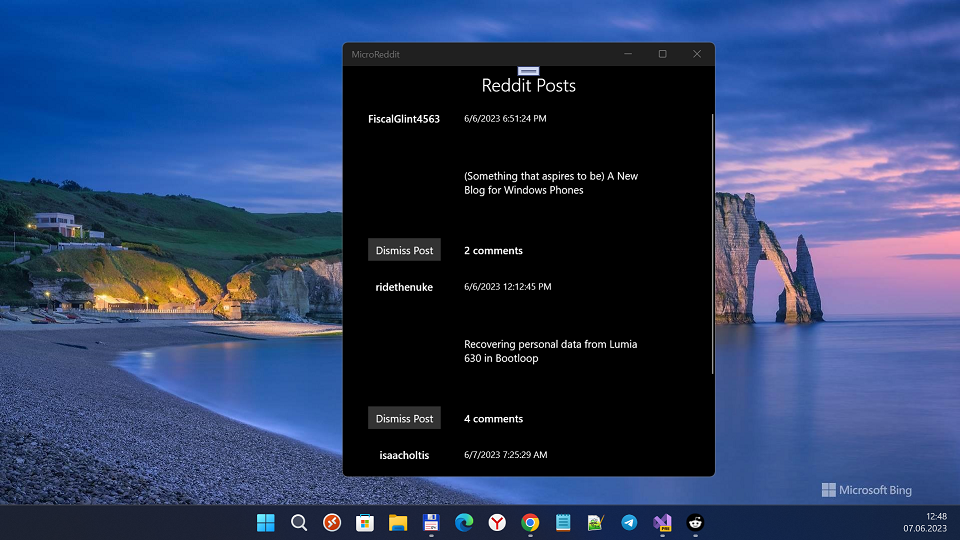 MicroReddit
Reddit Posts
FiscalGlint4563
6/6/2023 6:51:24 PM
(Something that aspires to be) A New
Blog for Windows Phones
Dismiss Post
2 comments
ridethenuke
6/6/2023 12:12:45 PM
Recovering personal data from Lumia
630 in Bootloop
Dismiss Post
4 comments
isaacholtis
6/7/2023 7:25:29 AM
Microsoft Bing
PRE
12:48
07.06.2023